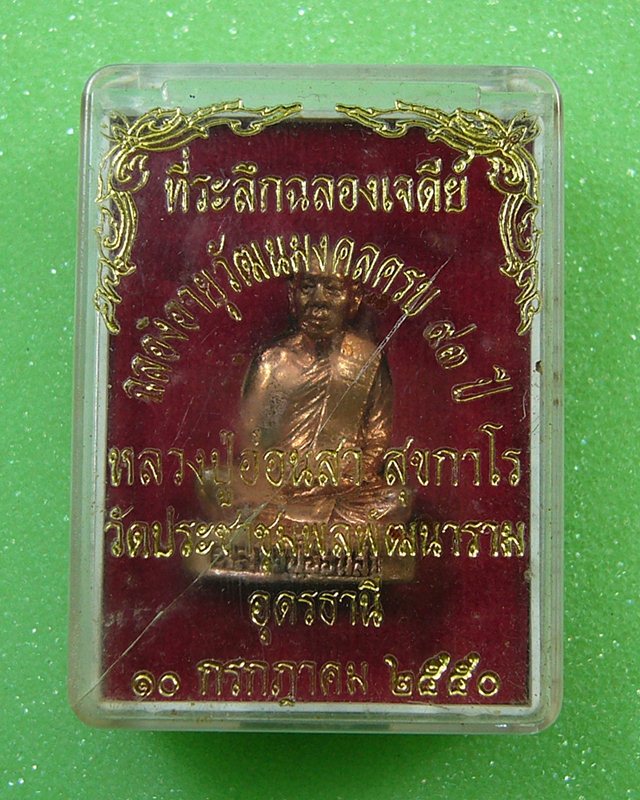 ที่ระลึกฉลองเจดีย์
ฉลองอายุวัฒนมงคลครบ ๙๓ ปี
หลวงปู่อ่อนสา สุขกาโร
วัดประชาชุมพลพัฒนาราม
อุดรธานี
๑๐ กรกฎาคม ๒๕๕๐